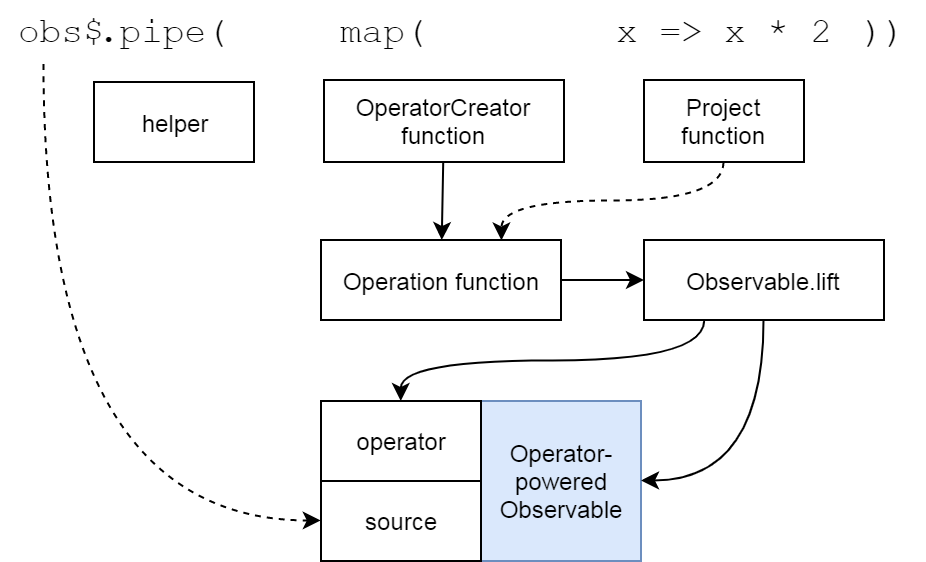 obs$.pipe( map( x => x * 2 ))
helper
OperatorCreator
function
Project
function
Operation function
Observable.lift
operator
source
Operator-
powered
Observable